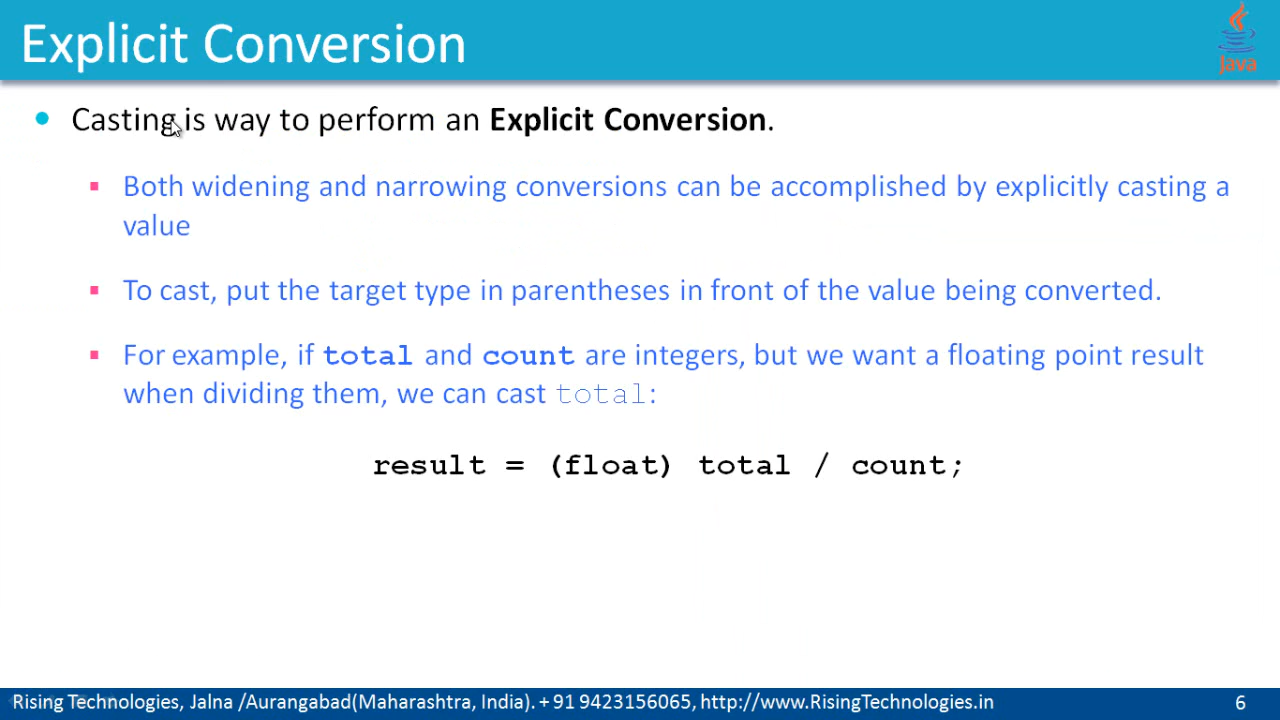 Explicit Conversion
Java
Casting is way to perform an Explicit Conversion.
Both widening and narrowing conversions can be accomplished by explicitly casting a
value
To cast, put the target type in parentheses in front of the value being converted.
For example, if total and count are integers, but we want a floating point result
when dividing them, we can cast total:
result = (float) total / count;
Rising Technologies, Jalna /Aurangabad(Maharashtra, India). + 91 9423156065, http://www.RisingTechnologies.in
6